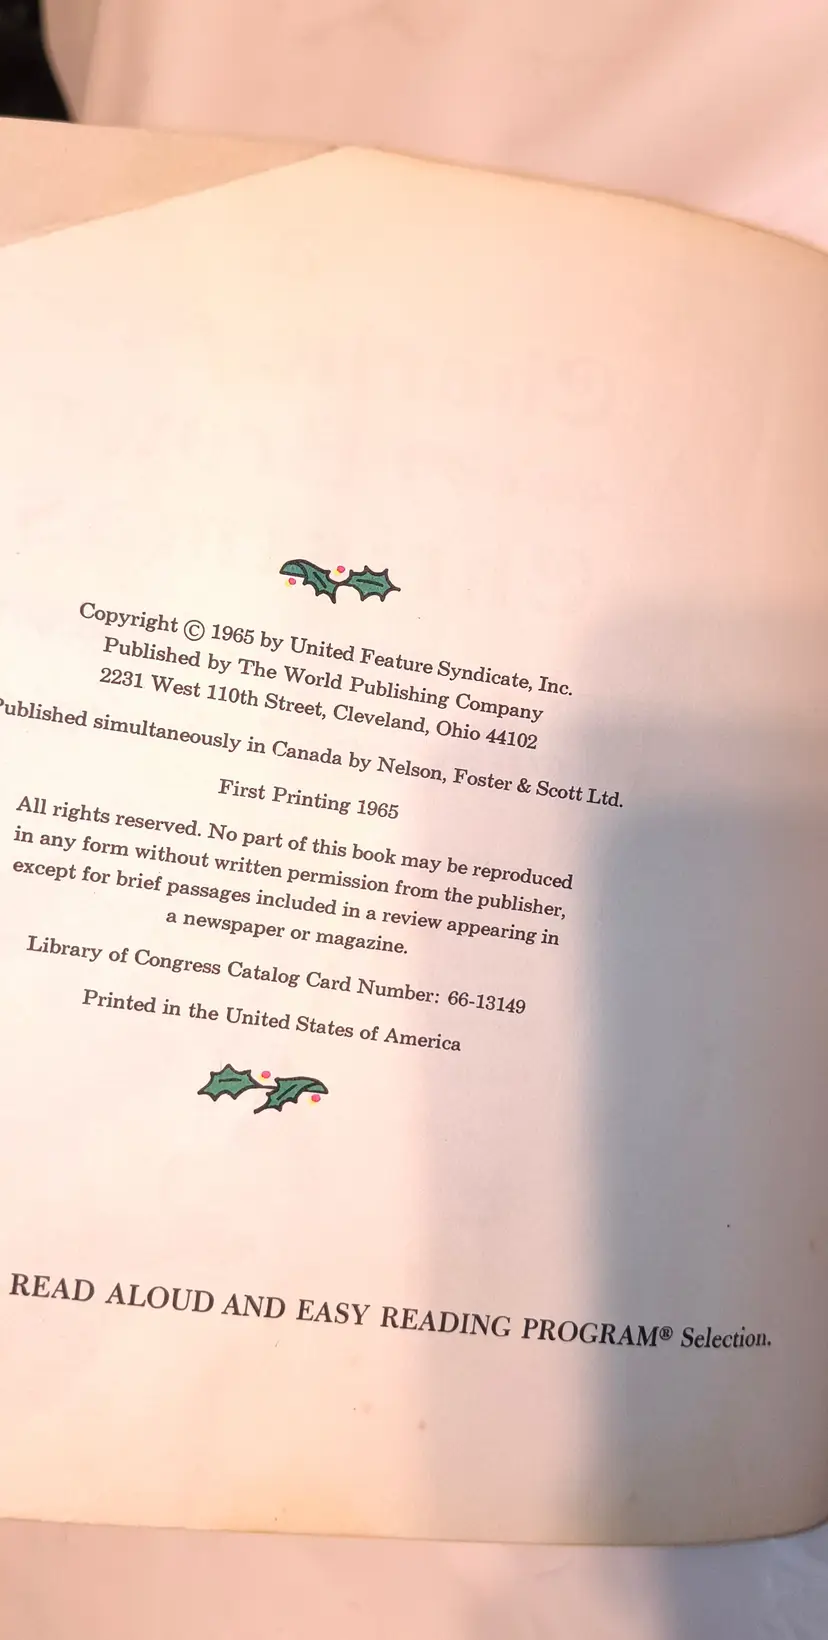 Copyright © 1965 by United Feature Syndicate, Inc.
Published by The World Publishing Company
2231 West 110th Street, Cleveland, Ohio 44102
Published simultaneously in Canada by Nelson, Foster & Scott Ltd.
First Printing 1965
All rights reserved. No part of this book may be reproduced
in any form without written permission from the publisher,
except for brief passages included in a review appearing in
a newspaper or magazine.
Library of Congress Catalog Card Number: 66-13149
Printed in the United States of America
READ ALOUD AND EASY READING PROGRAM® Selection.